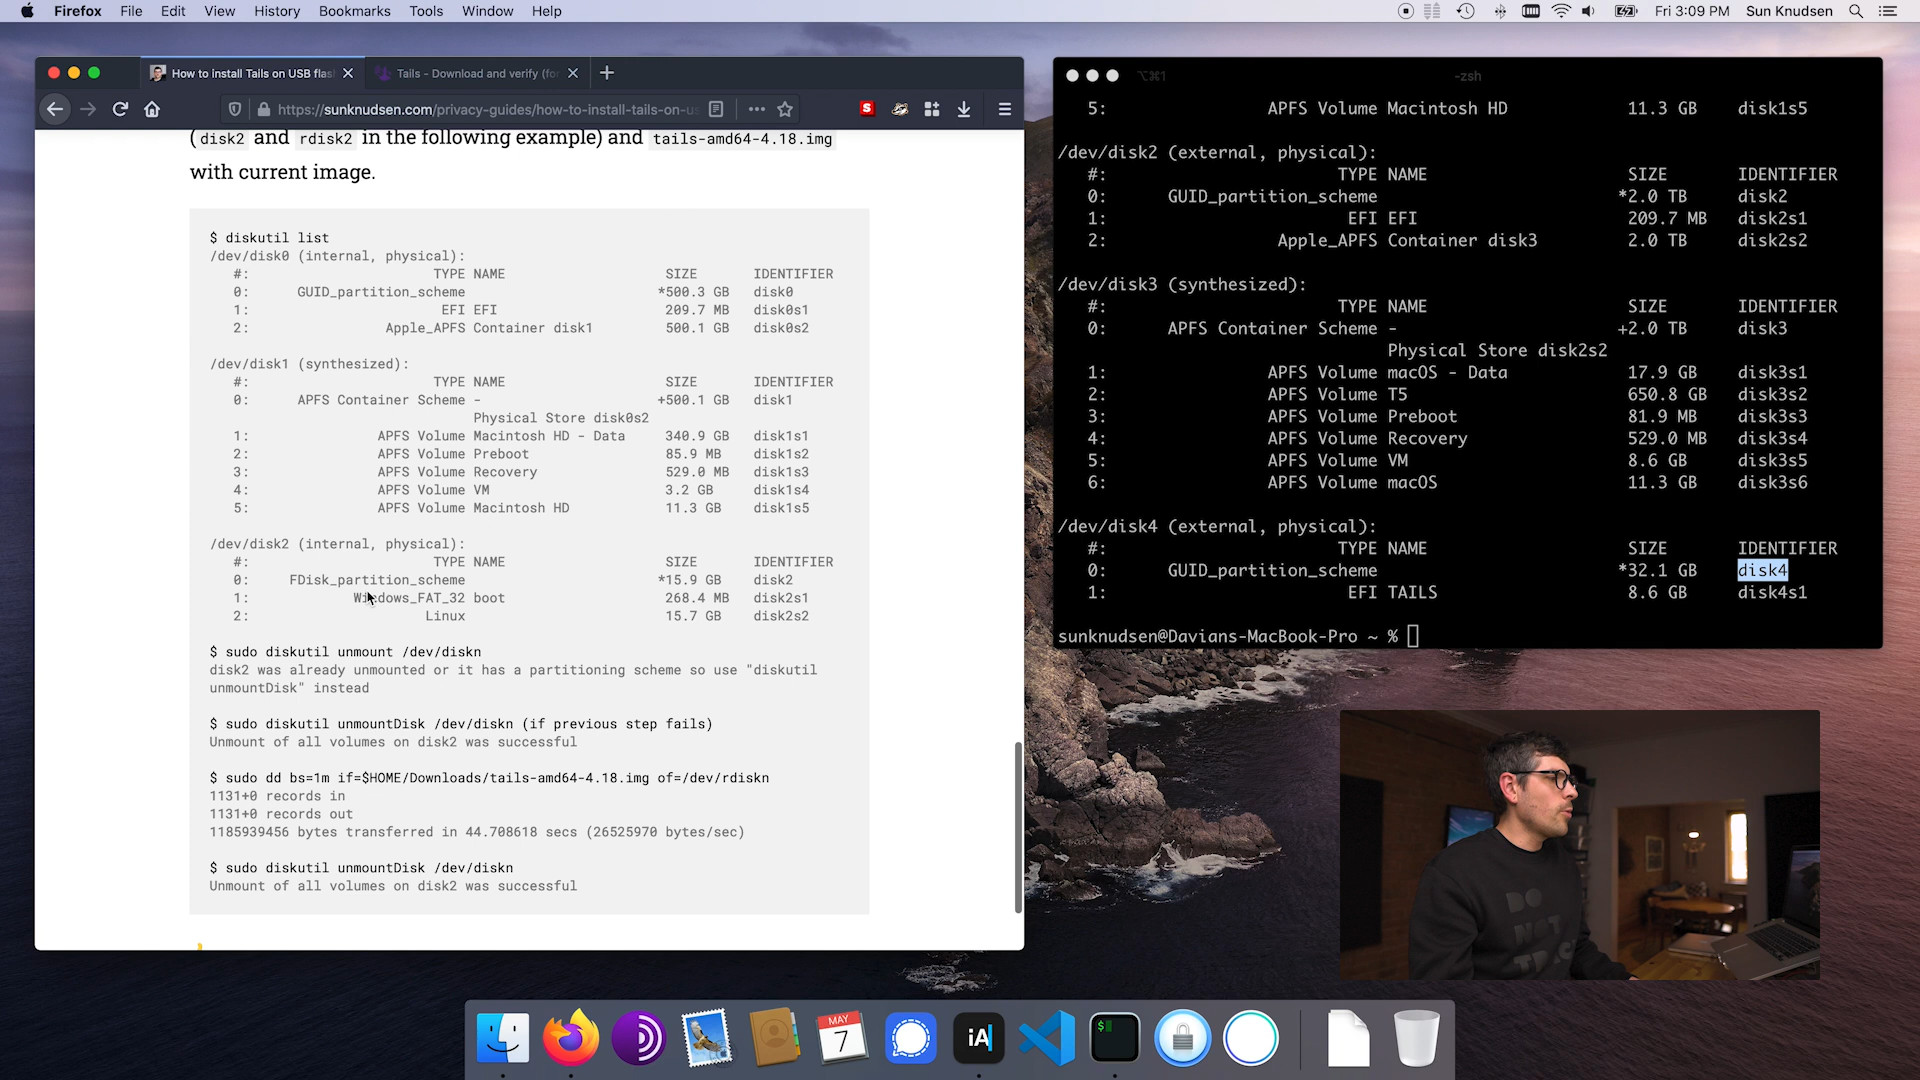 Firefox File Edit View History Bookmarks Tools Window Help
Fri 3:09 PM Sun Knudsen
How to install Tails on USB flas
Tails - Download and verify (for
https://sunknudsen.com/privacy-guides/how-to-install-tails-on-us
(disk2 and rdisk2 in the following example) and tails-amd64-4.18.img
with current image.
$ diskutil list
/dev/disk0 (internal, physical):
#: TYPE NAME SIZE IDENTIFIER
0: GUID_partition_scheme *500.3 GB disk0
1: EFI EFI 209.7 MB disk0s1
2: Apple_APFS Container disk1 500.1 GB disk0s2
/dev/disk1 (synthesized):
#: TYPE NAME SIZE IDENTIFIER
0: APFS Container Scheme - +500.1 GB disk1
Physical Store disk0s2
1: APFS Volume Macintosh HD - Data 340.9 GB disk1s1
2: APFS Volume Preboot 85.9 MB disk1s2
3: APFS Volume Recovery 529.0 MB disk1s3
4: APFS Volume VM 3.2 GB disk1s4
5: APFS Volume Macintosh HD 11.3 GB disk1s5
/dev/disk2 (internal, physical):
#: TYPE NAME SIZE IDENTIFIER
0: FDisk_partition_scheme *15.9 GB disk2
1: Windows_FAT_32 boot 268.4 MB disk2s1
2: Linux 15.7 GB disk2s2
$ sudo diskutil unmount /dev/diskn
disk2 was already unmounted or it has a partitioning scheme so use "diskutil
unmountDisk" instead
$ sudo diskutil unmountDisk /dev/diskn (if previous step fails)
Unmount of all volumes on disk2 was successful
$ sudo dd bs=1m if=$HOME/Downloads/tails-amd64-4.18.img of=/dev/rdiskn
1131+0 records in
1131+0 records out
1185939456 bytes transferred in 44.708618 secs (26525970 bytes/sec)
$ sudo diskutil unmountDisk /dev/diskn
Unmount of all volumes on disk2 was successful
⌥⌘1 -zsh
5: APFS Volume Macintosh HD 11.3 GB disk1s5
/dev/disk2 (external, physical):
#: TYPE NAME SIZE IDENTIFIER
0: GUID_partition_scheme *2.0 TB disk2
1: EFI EFI 209.7 MB disk2s1
2: Apple_APFS Container disk3 2.0 TB disk2s2
/dev/disk3 (synthesized):
#: TYPE NAME SIZE IDENTIFIER
0: APFS Container Scheme - +2.0 TB disk3
Physical Store disk2s2
1: APFS Volume macOS - Data 17.9 GB disk3s1
2: APFS Volume T5 650.8 GB disk3s2
3: APFS Volume Preboot 81.9 MB disk3s3
4: APFS Volume Recovery 529.0 MB disk3s4
5: APFS Volume VM 8.6 GB disk3s5
6: APFS Volume macOS 11.3 GB disk3s6
/dev/disk4 (external, physical):
#: TYPE NAME SIZE IDENTIFIER
0: GUID_partition_scheme *32.1 GB disk4
1: EFI TAILS 8.6 GB disk4s1
sunknudsen@Davians-MacBook-Pro ~ %
DO
NOT
MAY
7
iA
$
S